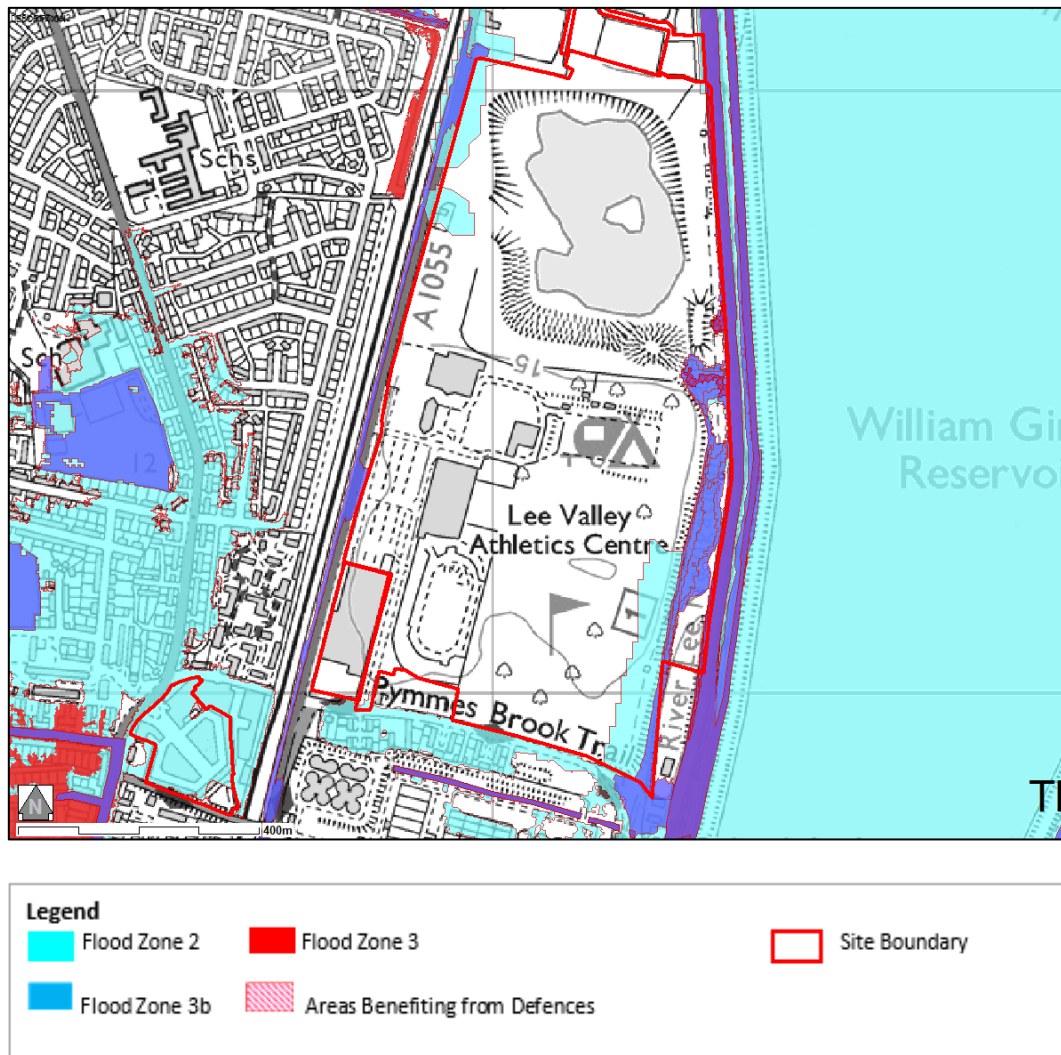 Schs
A 1055
15
Sch
12
William Gi
Reservo
Lee Valley
Athletics Centre
1
River Lee
Pymmes Brook Tr
N
400m
Legend
Flood Zone 2
Flood Zone 3
Site Boundary
Flood Zone 3b
Areas Benefiting from Defences